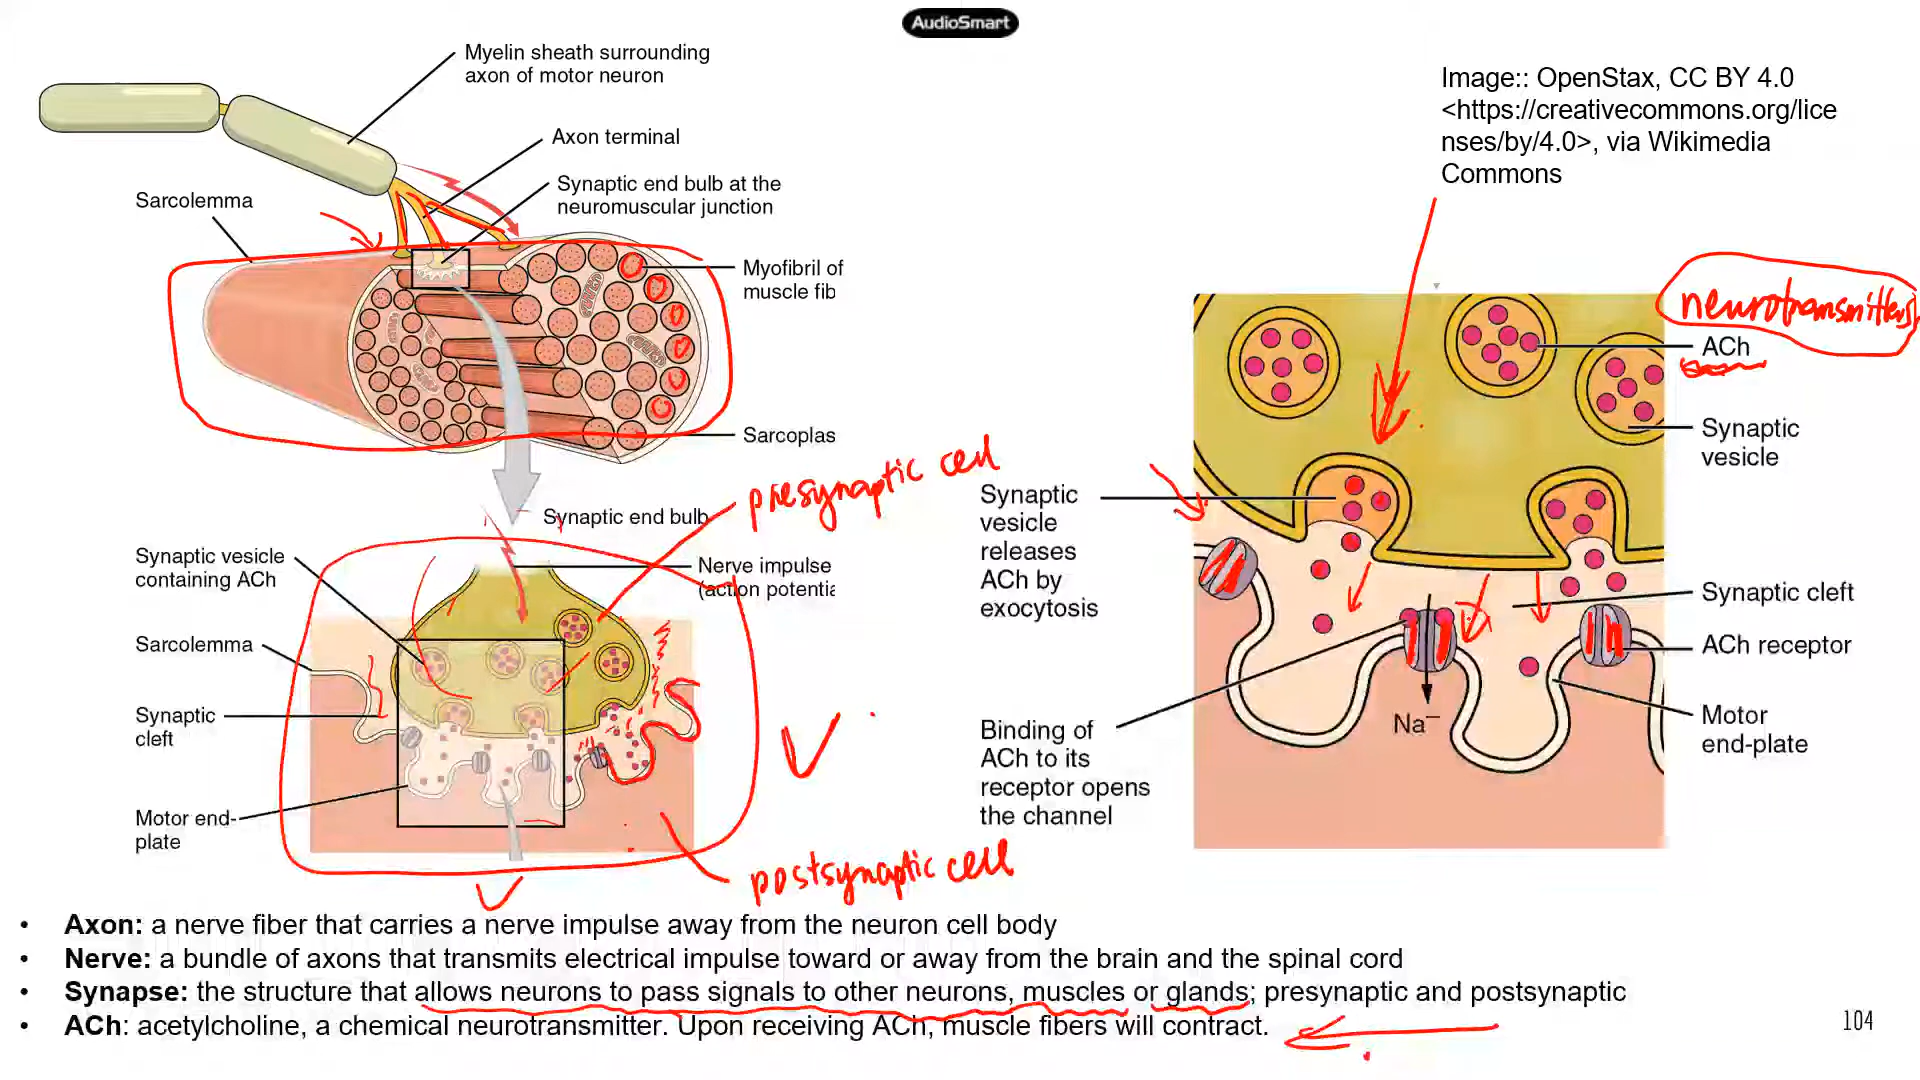 AudioSmart
Myelin sheath surrounding
axon of motor neuron
Axon terminal
Synaptic end bulb at the
neuromuscular junction
Sarcolemma
Myofibril of
muscle fib
Sarcoplas
presynaptic cell
Synaptic end bulb
Synaptic vesicle
containing ACh
Nerve impulse
(action potentia
Sarcolemma
Synaptic
cleft
Motor end-
plate
postsynaptic cell
Image:: OpenStax, CC BY 4.0
<https://creativecommons.org/lice
nses/by/4.0>, via Wikimedia
Commons
neurotransmitters
ACh
Synaptic
vesicle
Synaptic
vesicle
releases
ACh by
exocytosis
Synaptic cleft
ACh receptor
Na–
Motor
end-plate
Binding of
ACh to its
receptor opens
the channel
• Axon: a nerve fiber that carries a nerve impulse away from the neuron cell body
• Nerve: a bundle of axons that transmits electrical impulse toward or away from the brain and the spinal cord
• Synapse: the structure that allows neurons to pass signals to other neurons, muscles or glands; presynaptic and postsynaptic
• ACh: acetylcholine, a chemical neurotransmitter. Upon receiving ACh, muscle fibers will contract.
104